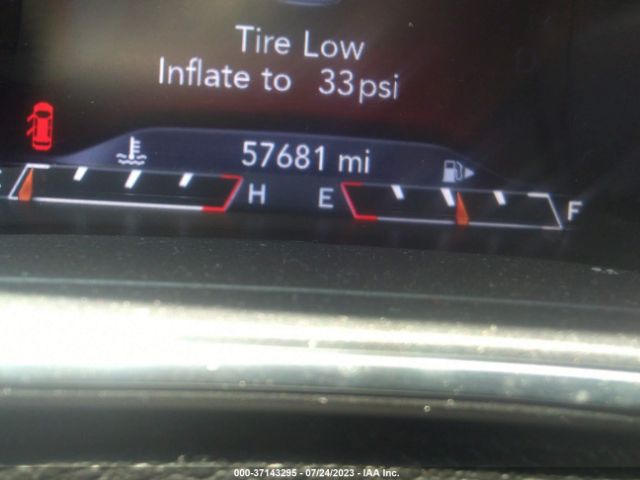 Tire Low
Inflate to 33psi
57681 mi
H E F
000-37143295 - 07/24/2023 - IAA Inc.